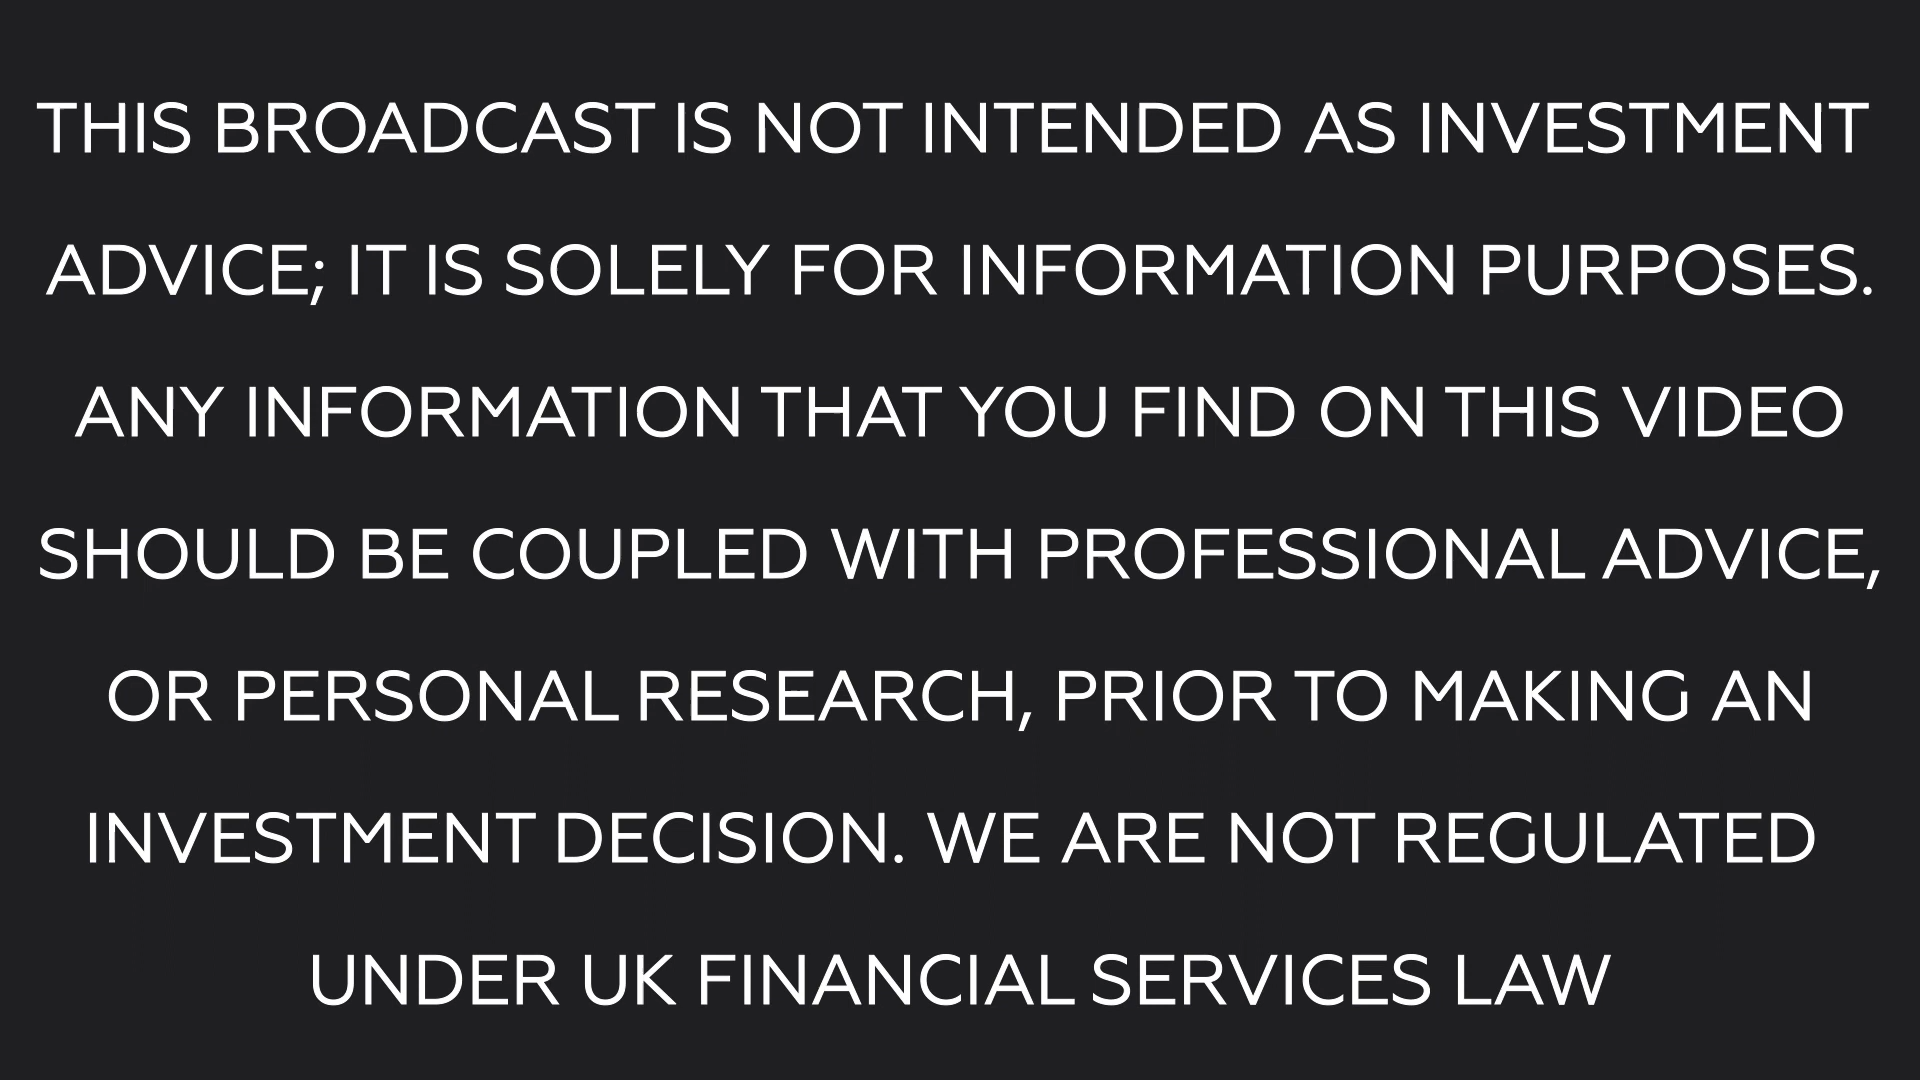 THIS BROADCAST IS NOT INTENDED AS INVESTMENT
ADVICE; IT IS SOLELY FOR INFORMATION PURPOSES.
ANY INFORMATION THAT YOU FIND ON THIS VIDEO
SHOULD BE COUPLED WITH PROFESSIONAL ADVICE,
OR PERSONAL RESEARCH, PRIOR TO MAKING AN
INVESTMENT DECISION. WE ARE NOT REGULATED
UNDER UK FINANCIAL SERVICES LAW